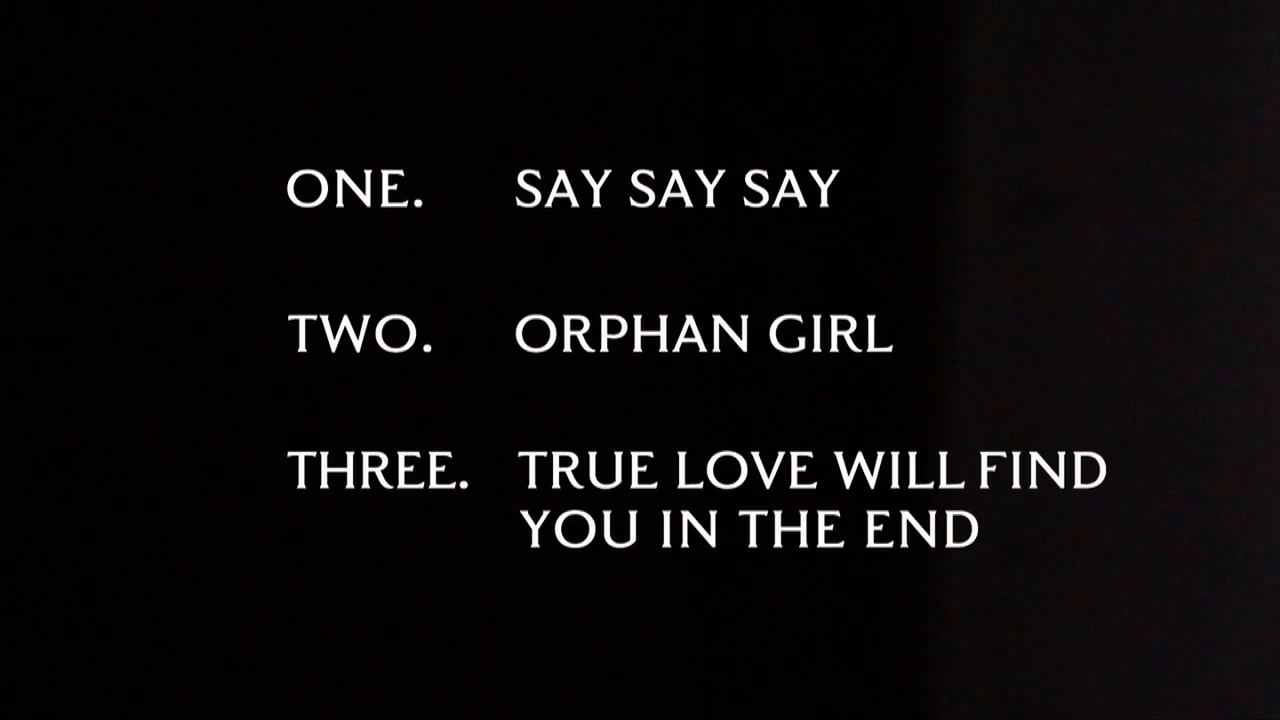 ONE. SAY SAY SAY
TWO. ORPHAN GIRL
THREE. TRUE LOVE WILL FIND
YOU IN THE END